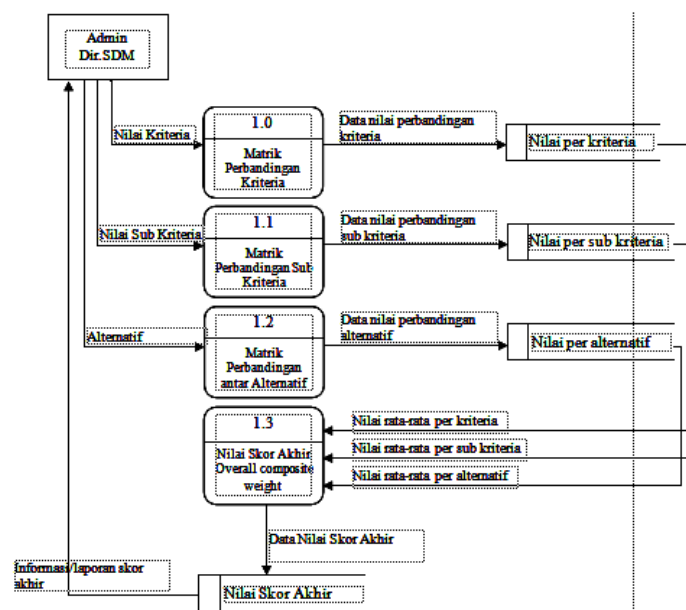 Admin
Dir.SDM
Nilai Kriteria
1.0
Matrik
Perbandingan
Kriteria
Data nilai perbandingan
kriteria
Nilai per kriteria
Nilai Sub Kriteria
1.1
Matrik
Perbandingan Sub
Kriteria
Data nilai perbandingan
sub kriteria
Nilai per sub kriteria
Alternatif
1.2
Matrik
Perbandingan
antar Alternatif
Data nilai perbandingan
alternatif
Nilai per alternatif
1.3
Nilai Skor Akhir
Overall composite
weight
Nilai rata-rata per kriteria
Nilai rata-rata per sub kriteria
Nilai rata-rata per alternatif
Data Nilai Skor Akhir
Informasi/laporan skor
akhir
Nilai Skor Akhir